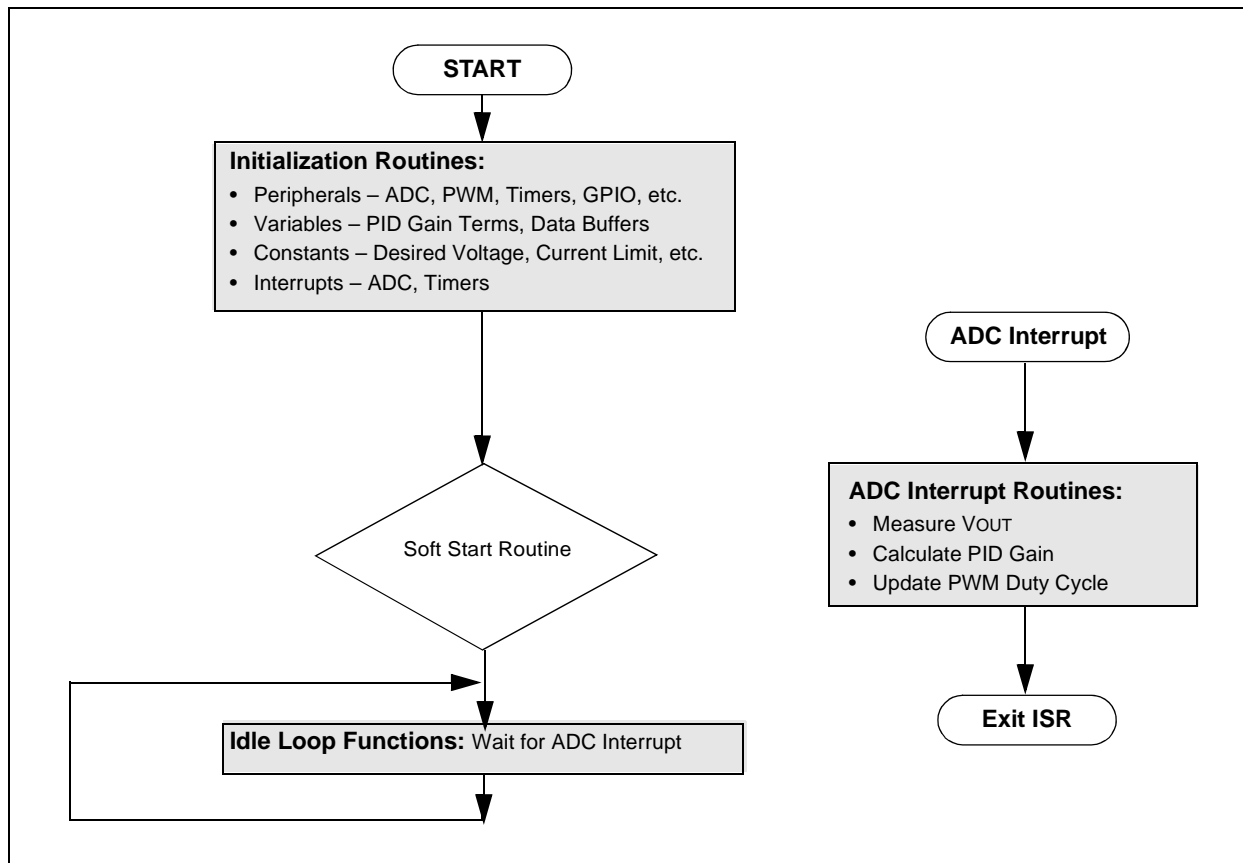 START
Initialization Routines:
• Peripherals – ADC, PWM, Timers, GPIO, etc.
• Variables – PID Gain Terms, Data Buffers
• Constants – Desired Voltage, Current Limit, etc.
• Interrupts – ADC, Timers
Soft Start Routine
Idle Loop Functions: Wait for ADC Interrupt
ADC Interrupt
ADC Interrupt Routines:
• Measure VOUT
• Calculate PID Gain
• Update PWM Duty Cycle
Exit ISR